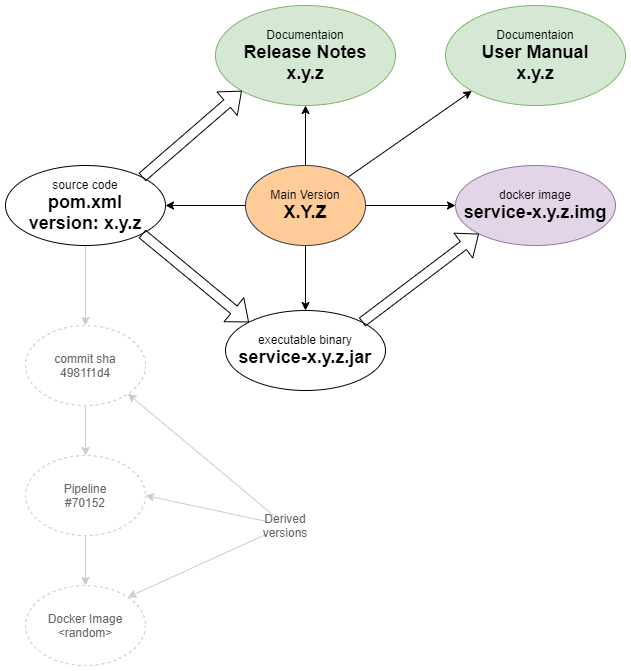 Documentaion
Release Notes
x.y.z
Documentaion
User Manual
x.y.z
source code
pom.xml
version: x.y.z
Main Version
X.Y.Z
docker image
service-x.y.z.img
executable binary
service-x.y.z.jar
commit sha
4981f1d4
Pipeline
#70152
Derived
versions
Docker Image
<random>